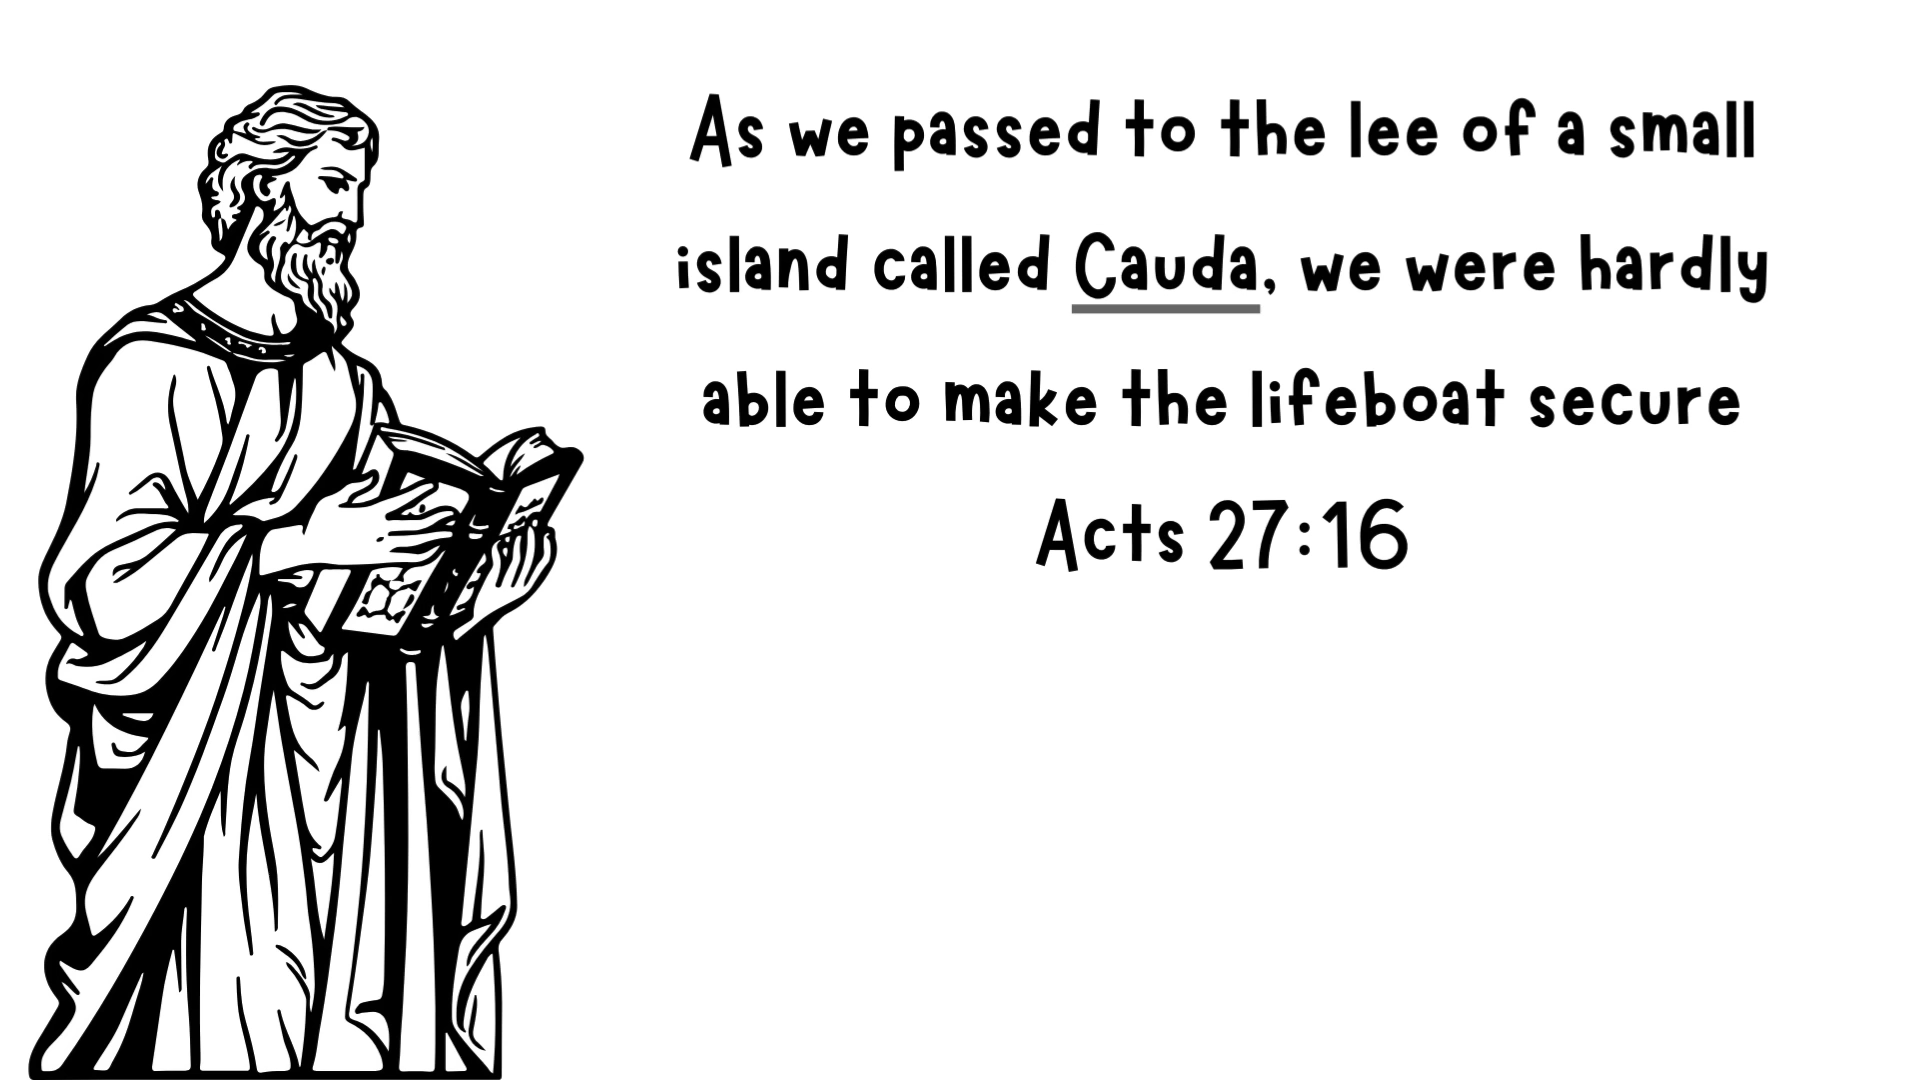 As we passed to the lee of a small
island called Cauda, we were hardly
able to make the lifeboat secure
Acts 27:16